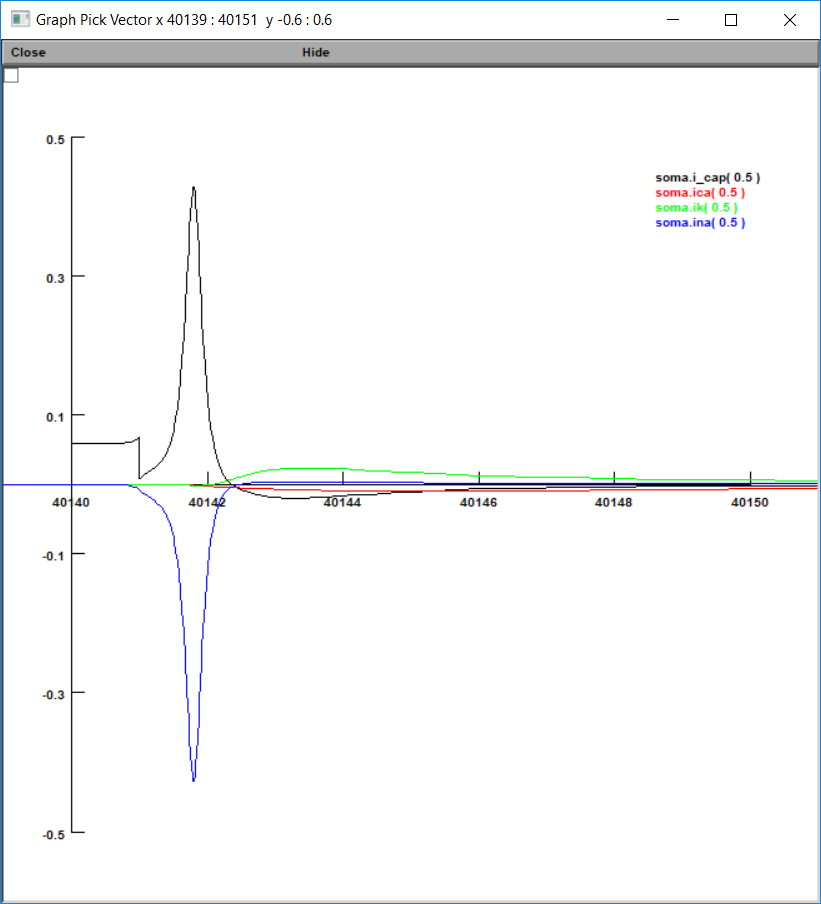 Graph Pick Vector x 40139 : 40151 y -0.6 : 0.6
Close Hide
0.5
soma.i_cap( 0.5 )
soma.ica( 0.5 )
soma.ik( 0.5 )
soma.ina( 0.5 )
0.3
0.1
40140 40142 40144 40146 40148 40150
-0.1
-0.3
-0.5